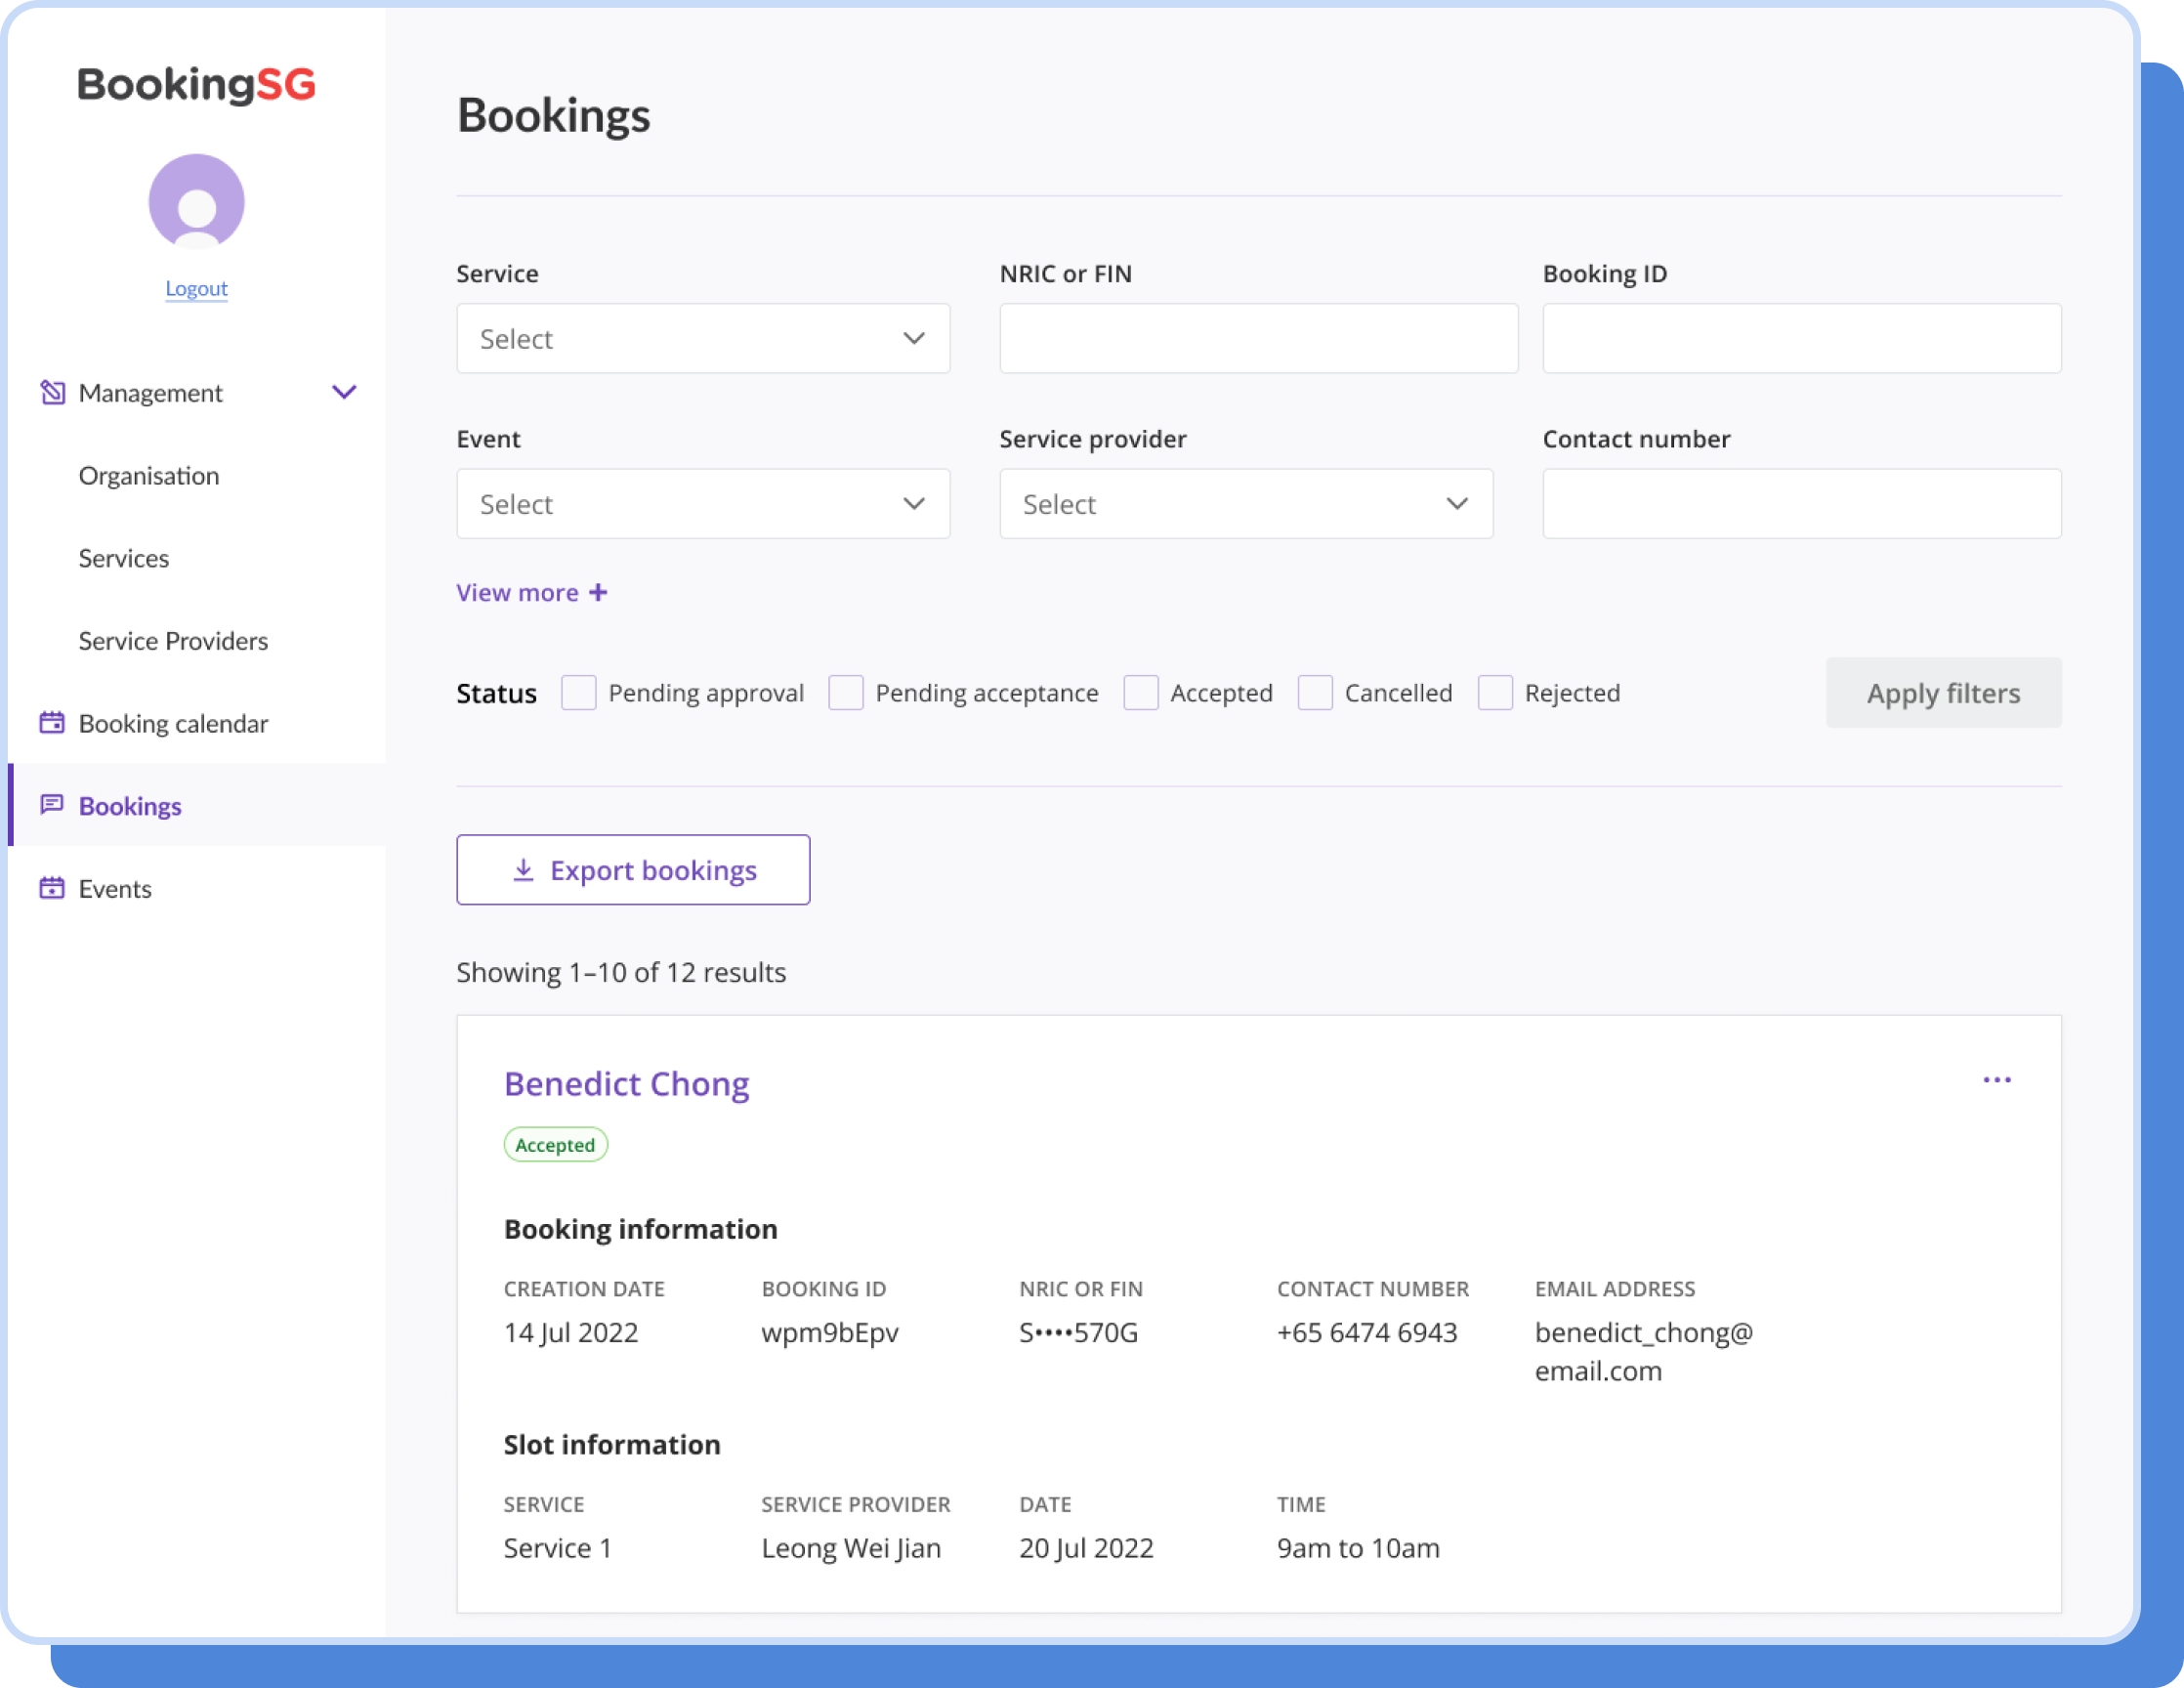 BookingSG
Logout
Management
Organisation
Services
Service Providers
Booking calendar
Bookings
Events
Bookings
Service
NRIC or FIN
Booking ID
Select
Event
Service provider
Contact number
Select
Select
View more +
Status
Pending approval
Pending acceptance
Accepted
Cancelled
Rejected
Apply filters
Export bookings
Showing 1–10 of 12 results
Benedict Chong
Accepted
Booking information
CREATION DATE
BOOKING ID
NRIC OR FIN
CONTACT NUMBER
EMAIL ADDRESS
14 Jul 2022
wpm9bEpv
S••••570G
+65 6474 6943
benedict_chong@
email.com
Slot information
SERVICE
SERVICE PROVIDER
DATE
TIME
Service 1
Leong Wei Jian
20 Jul 2022
9am to 10am